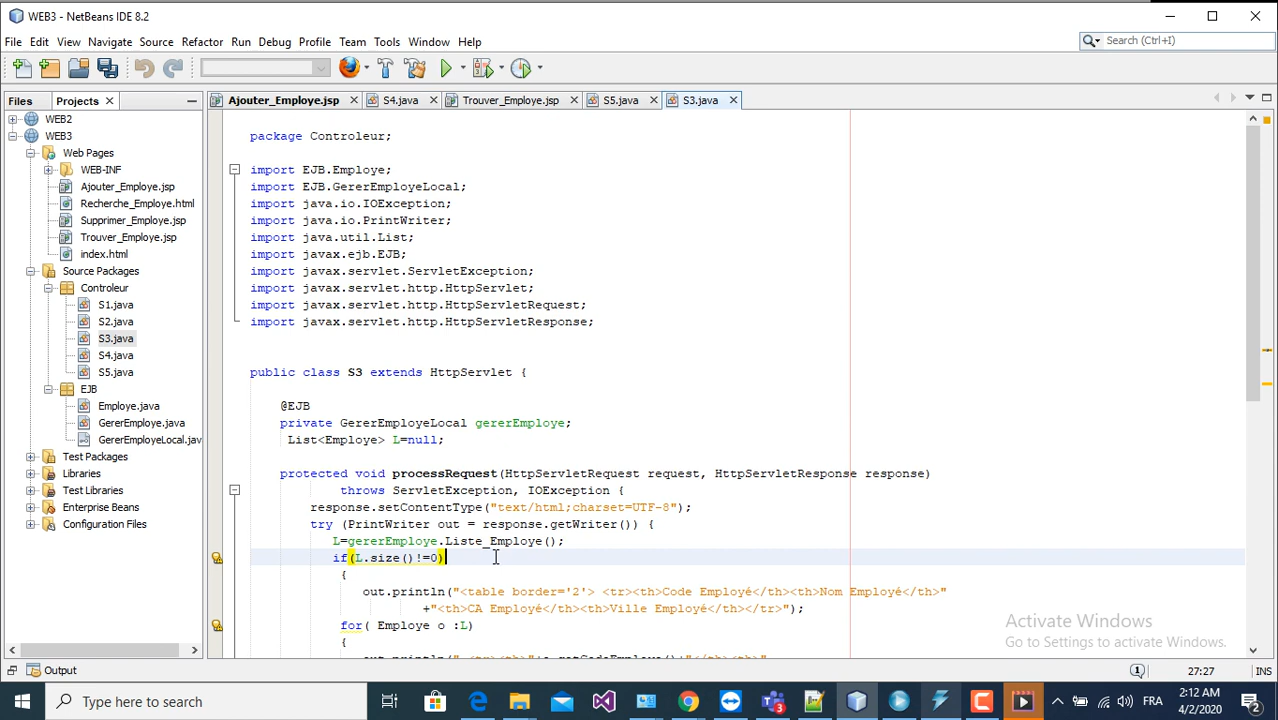 WEB3 - NetBeans IDE 8.2
File Edit View Navigate Source Refactor Run Debug Profile Team Tools Window Help
Search (Ctrl+I)
Files Projects
Ajouter_Employe.jsp S4.java Trouver_Employe.jsp S5.java S3.java
WEB2
WEB3
Web Pages
WEB-INF
Ajouter_Employe.jsp
Recherche_Employe.html
Supprimer_Employe.jsp
Trouver_Employe.jsp
index.html
Source Packages
Controleur
S1.java
S2.java
S3.java
S4.java
S5.java
EJB
Employe.java
GererEmploye.java
GererEmployeLocal.jav
Test Packages
Libraries
Test Libraries
Enterprise Beans
Configuration Files
package Controleur;
import EJB.Employe;
import EJB.GererEmployeLocal;
import java.io.IOException;
import java.io.PrintWriter;
import java.util.List;
import javax.ejb.EJB;
import javax.servlet.ServletException;
import javax.servlet.http.HttpServlet;
import javax.servlet.http.HttpServletRequest;
import javax.servlet.http.HttpServletResponse;
public class S3 extends HttpServlet {
@EJB
private GererEmployeLocal gererEmploye;
List<Employe> L=null;
protected void processRequest(HttpServletRequest request, HttpServletResponse response)
throws ServletException, IOException {
response.setContentType("text/html;charset=UTF-8");
try (PrintWriter out = response.getWriter()) {
L=gererEmploye.Liste_Employe();
if(L.size()!=0)
{
out.println("<table border='2'> <tr><th>Code Employé</th><th>Nom Employé</th>"
+"<th>CA Employé</th><th>Ville Employé</th></tr>");
for( Employe o :L)
{
out.println(" <tr><th>"+o.getCodeEmploye()+"</th><th>"
Activate Windows
Go to Settings to activate Windows.
Output
1
27:27
INS
Type here to search
FRA
2:12 AM
4/2/2020
2